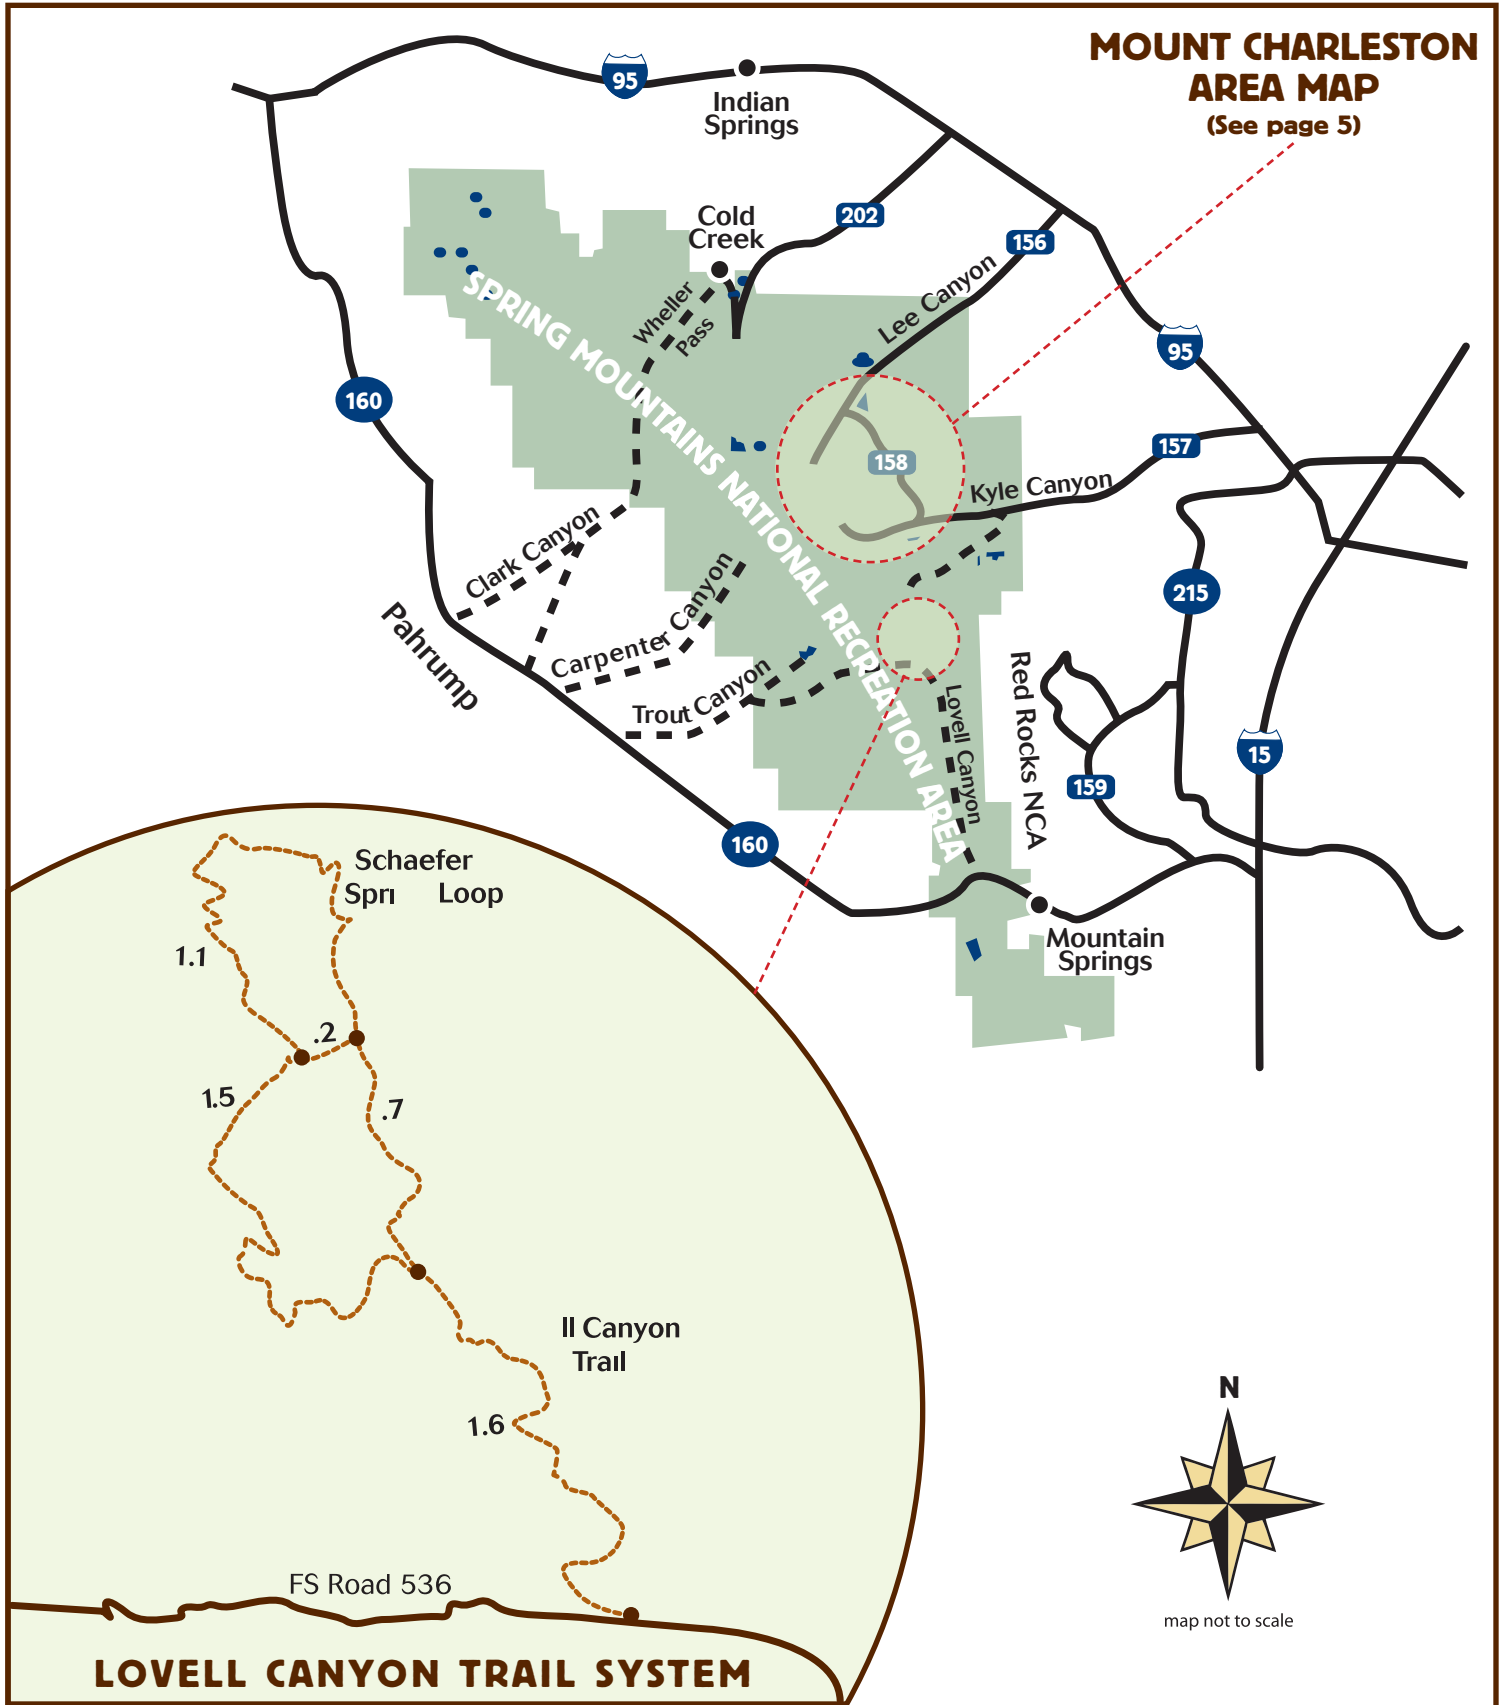 MOUNT CHARLESTON
AREA MAP
(See page 5)
95
Indian
Springs
202
Cold
Creek
156
Lee Canyon
Wheller
Pass
95
160
SPRING MOUNTAINS NATIONAL RECREATION AREA
158
157
Kyle Canyon
Clark Canyon
215
Pahrump
Carpenter Canyon
Trout Canyon
Lovell Canyon
Red Rocks NCA
15
159
160
Mountain
Springs
Schaefer
Spri Loop
1.1
.2
1.5
.7
ll Canyon
Trail
1.6
N
FS Road 536
map not to scale
LOVELL CANYON TRAIL SYSTEM